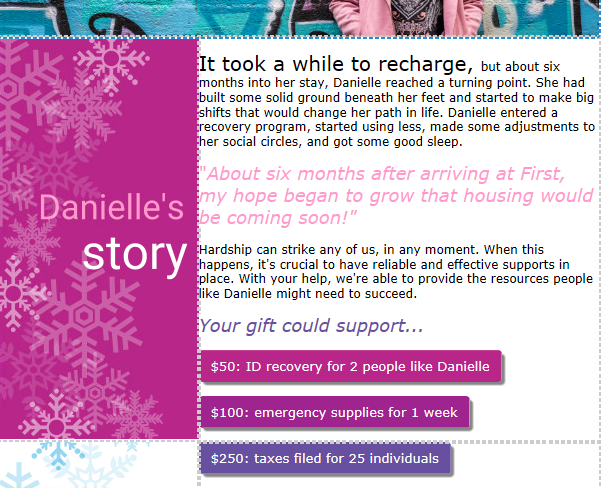 Danielle's
story
It took a while to recharge, but about six
months into her stay, Danielle reached a turning point. She had
built some solid ground beneath her feet and started to make big
shifts that would change her path in life. Danielle entered a
recovery program, started using less, made some adjustments to
her social circles, and got some good sleep.
"About six months after arriving at First,
my hope began to grow that housing would
be coming soon!"
Hardship can strike any of us, in any moment. When this
happens, it's crucial to have reliable and effective supports in
place. With your help, we're able to provide the resources people
like Danielle might need to succeed.
Your gift could support...
$50: ID recovery for 2 people like Danielle
$100: emergency supplies for 1 week
$250: taxes filed for 25 individuals